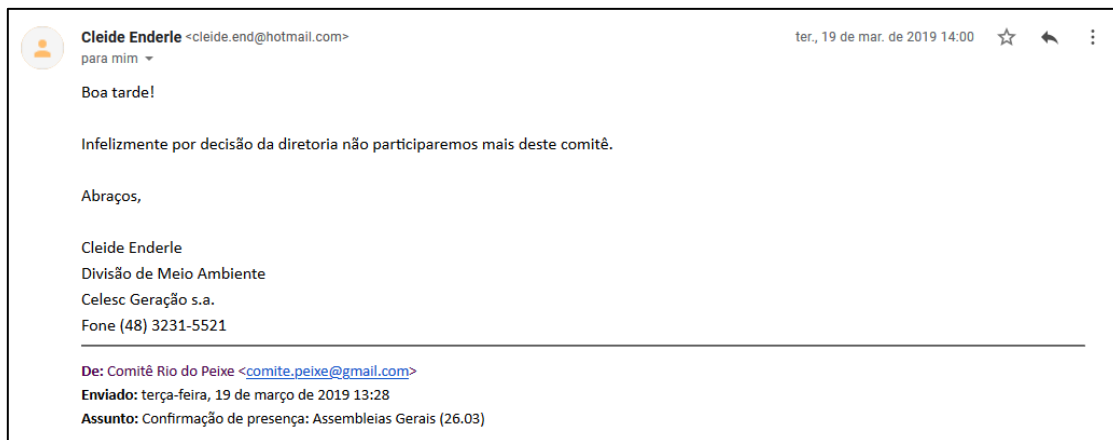 Cleide Enderle <cleide.end@hotmail.com> ter., 19 de mar. de 2019 14:00
para mim
Boa tarde!
Infelizmente por decisão da diretoria não participaremos mais deste comitê.
Abraços,
Cleide Enderle
Divisão de Meio Ambiente
Celesc Geração s.a.
Fone (48) 3231-5521
De: Comitê Rio do Peixe <comite.peixe@gmail.com>
Enviado: terça-feira, 19 de março de 2019 13:28
Assunto: Confirmação de presença: Assembleias Gerais (26.03)